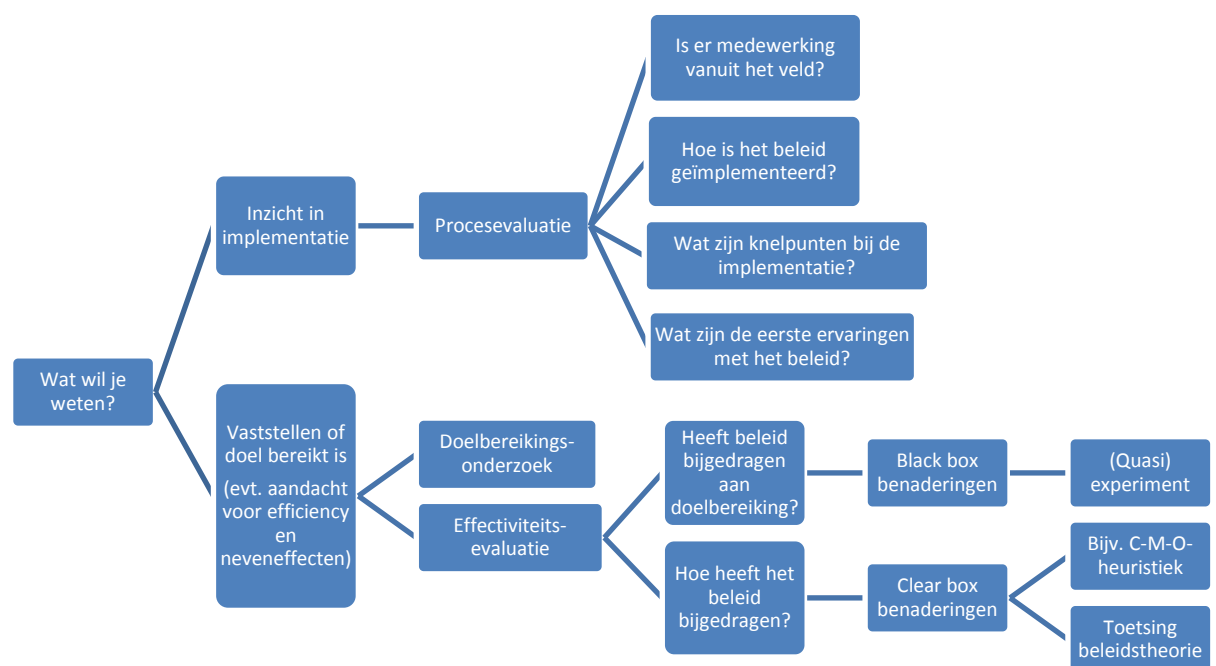 Wat wil je
weten?
Inzicht in
implementatie
Procesevaluatie
Is er medewerking
vanuit het veld?
Hoe is het beleid
geïmplementeerd?
Wat zijn knelpunten bij de
implementatie?
Wat zijn de eerste ervaringen
met het beleid?
Vaststellen of
doel bereikt is
(evt. aandacht
voor efficiency
en
neveneffecten)
Doelbereikings-
onderzoek
Effectiviteits-
evaluatie
Heeft beleid
bijgedragen
aan
doelbereiking?
Black box
benaderingen
(Quasi)
experiment
Hoe heeft het
beleid
bijgedragen?
Clear box
benaderingen
Bijv. C-M-O-
heuristiek
Toetsing
beleidstheorie